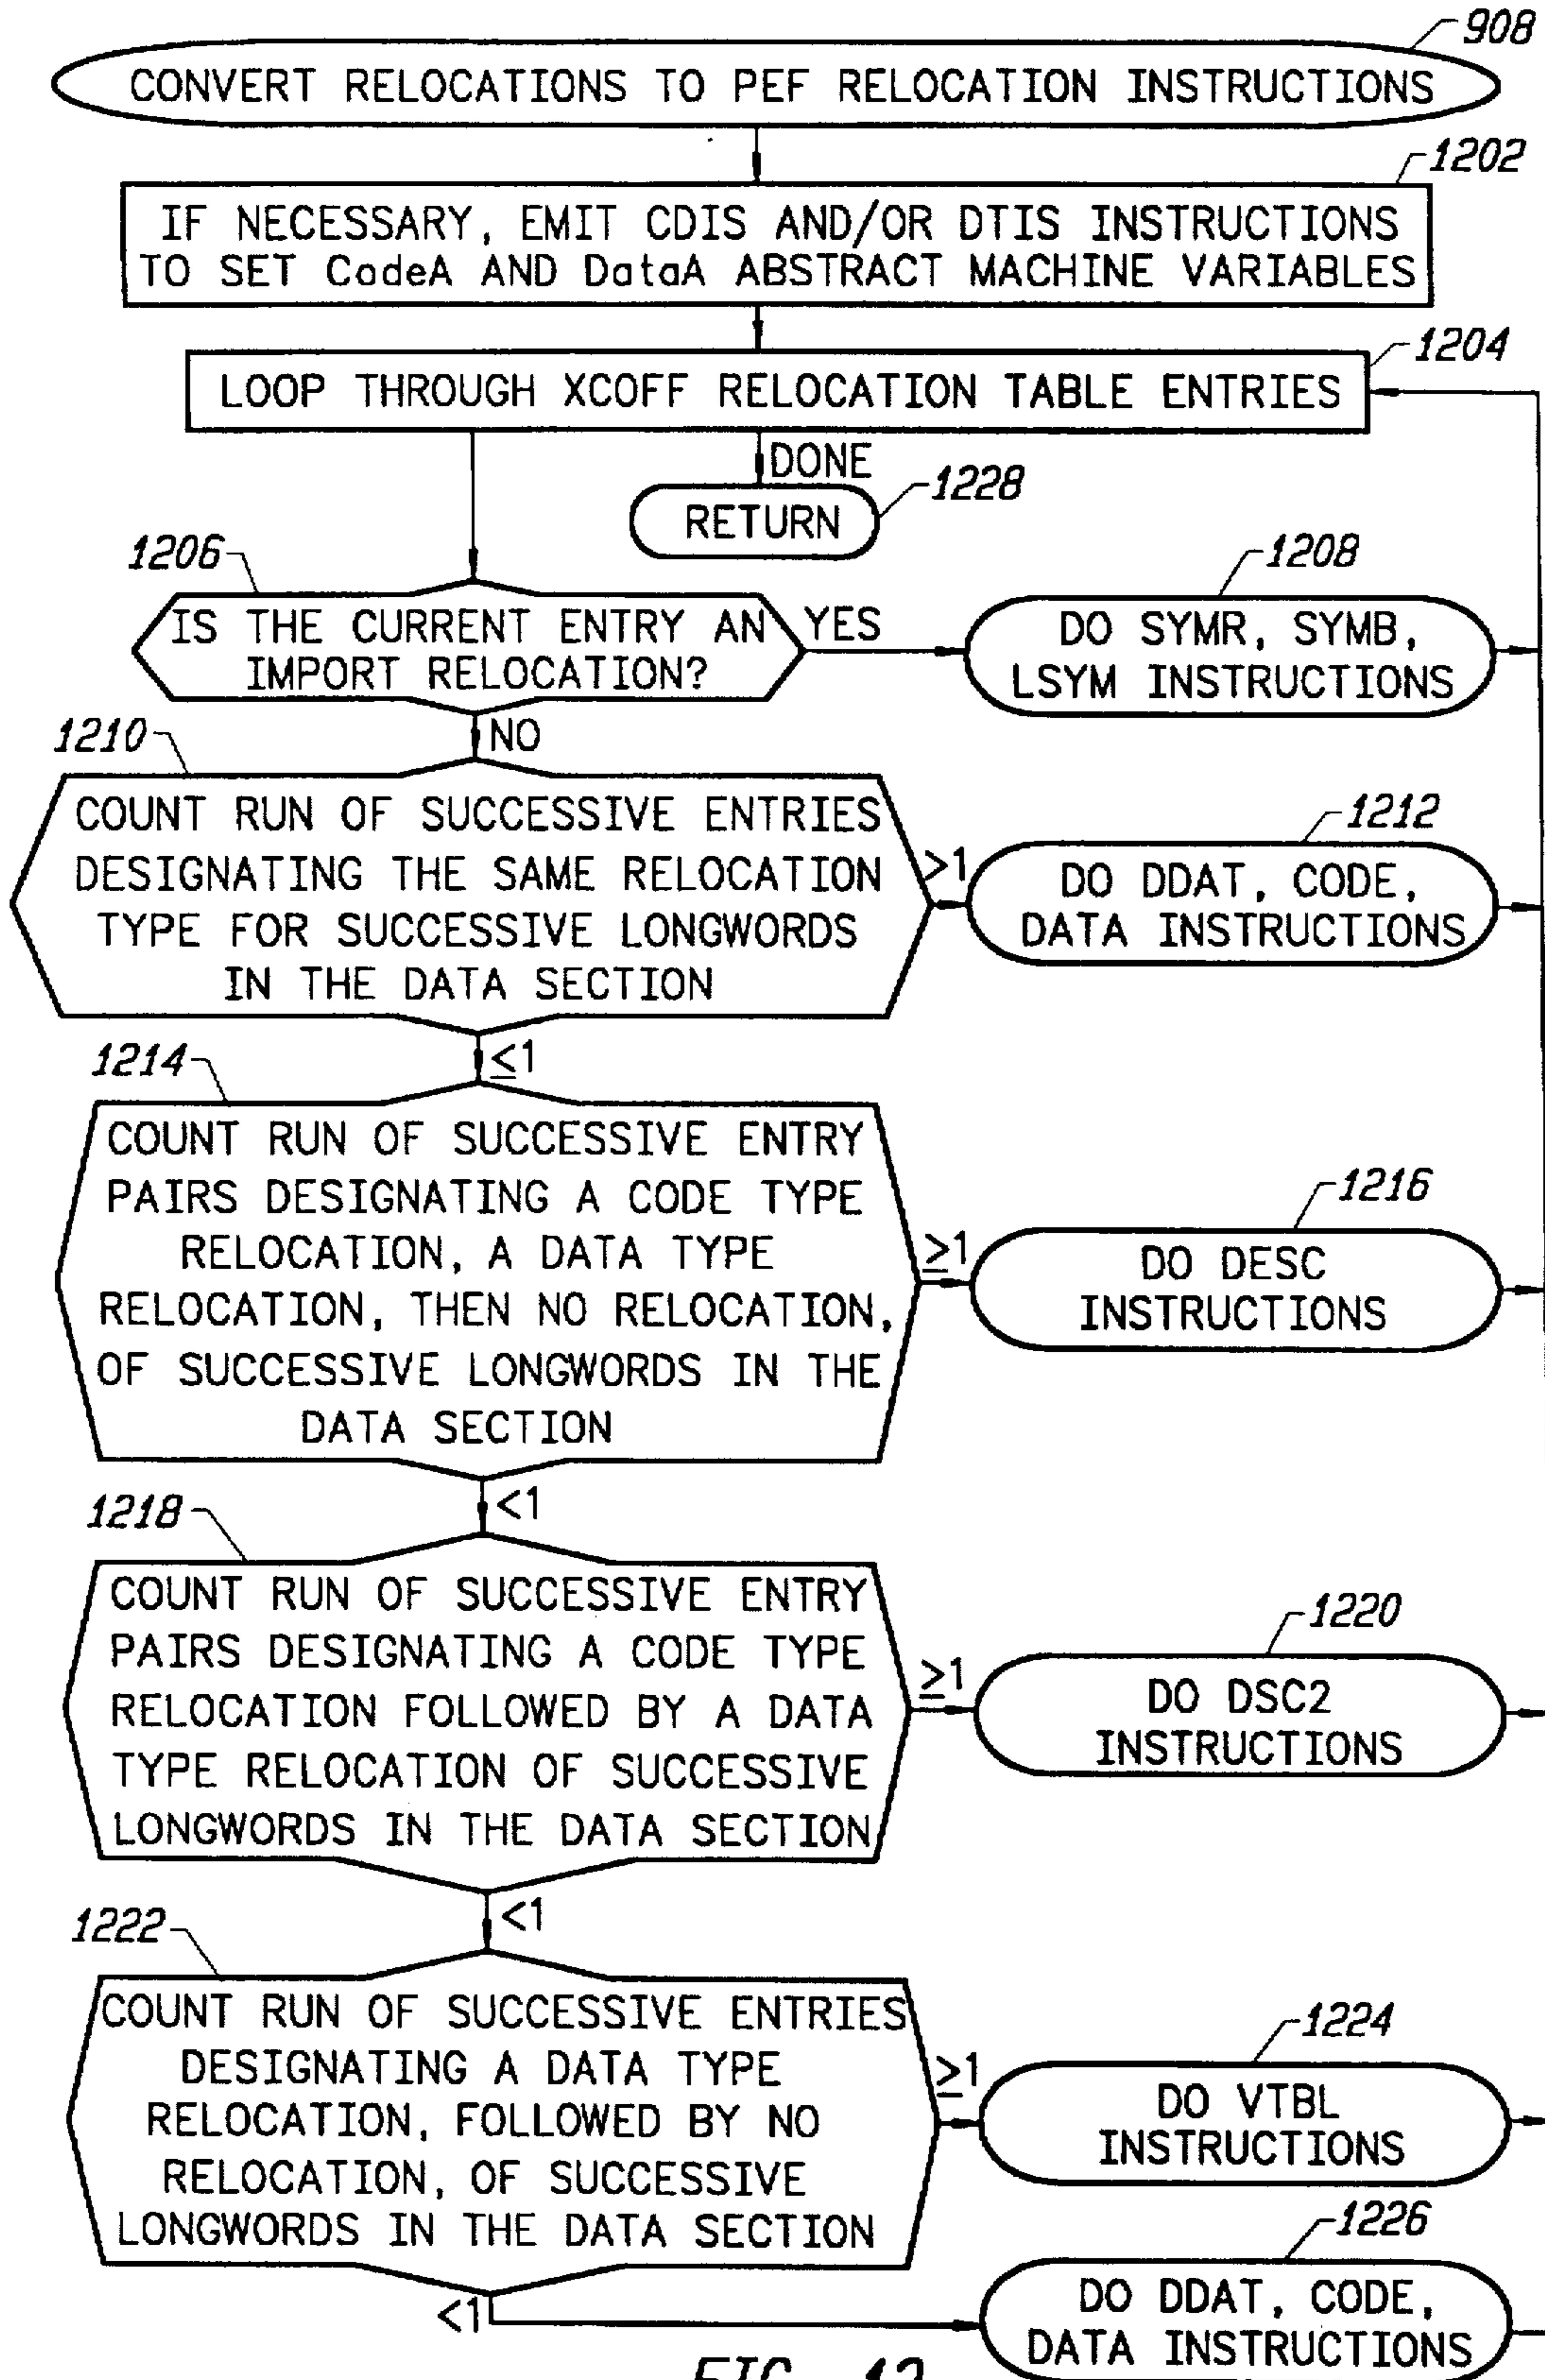 908
CONVERT RELOCATIONS TO PEF RELOCATION INSTRUCTIONS
1202
IF NECESSARY, EMIT CDIS AND/OR DTIS INSTRUCTIONS
TO SET CodeA AND DataA ABSTRACT MACHINE VARIABLES
1204
LOOP THROUGH XCOFF RELOCATION TABLE ENTRIES
DONE
1228
RETURN
1206
IS THE CURRENT ENTRY AN
IMPORT RELOCATION?
YES
1208
DO SYMR, SYMB,
LSYM INSTRUCTIONS
NO
1210
COUNT RUN OF SUCCESSIVE ENTRIES
DESIGNATING THE SAME RELOCATION
TYPE FOR SUCCESSIVE LONGWORDS
IN THE DATA SECTION
>1
1212
DO DDAT, CODE,
DATA INSTRUCTIONS
≤1
1214
COUNT RUN OF SUCCESSIVE ENTRY
PAIRS DESIGNATING A CODE TYPE
RELOCATION, A DATA TYPE
RELOCATION, THEN NO RELOCATION,
OF SUCCESSIVE LONGWORDS IN THE
DATA SECTION
≥1
1216
DO DESC
INSTRUCTIONS
<1
1218
COUNT RUN OF SUCCESSIVE ENTRY
PAIRS DESIGNATING A CODE TYPE
RELOCATION FOLLOWED BY A DATA
TYPE RELOCATION OF SUCCESSIVE
LONGWORDS IN THE DATA SECTION
≥1
1220
DO DSC2
INSTRUCTIONS
<1
1222
COUNT RUN OF SUCCESSIVE ENTRIES
DESIGNATING A DATA TYPE
RELOCATION, FOLLOWED BY NO
RELOCATION, OF SUCCESSIVE
LONGWORDS IN THE DATA SECTION
≥1
1224
DO VTBL
INSTRUCTIONS
<1
1226
DO DDAT, CODE,
DATA INSTRUCTIONS
FIG. 12